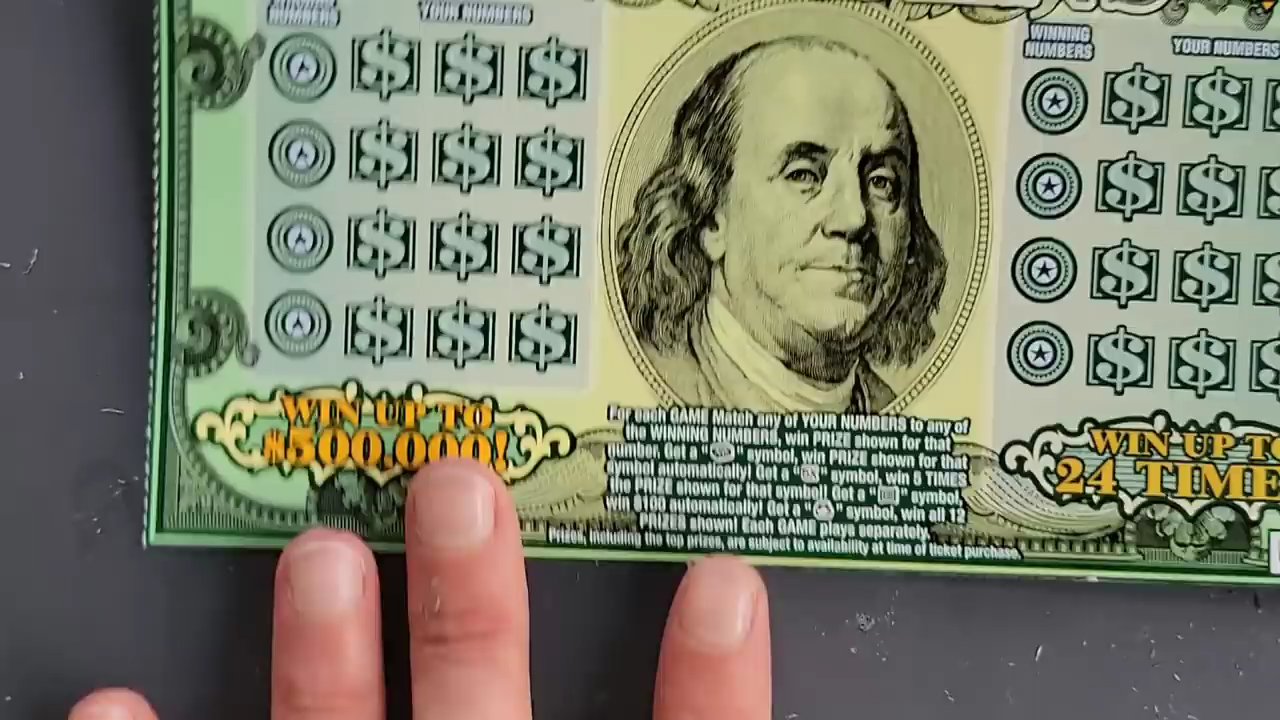 NUMBERS
YOUR NUMBERS
WINNING
NUMBERS
YOUR NUMBERS
WIN UP TO
$500,000!
For each GAME Match any of YOUR NUMBERS to any of
the WINNING NUMBERS, win PRIZE shown for that
number. Get a " " symbol, win PRIZE shown for that
symbol automatically! Get a " " symbol, win 5 TIMES
the PRIZE shown for that symbol! Get a " " symbol,
win $100 automatically! Get a " " symbol, win all 12
PRIZES shown! Each GAME plays separately.
Prizes, including the top prizes, are subject to availability at time of ticket purchase.
WIN UP TO
24 TIME